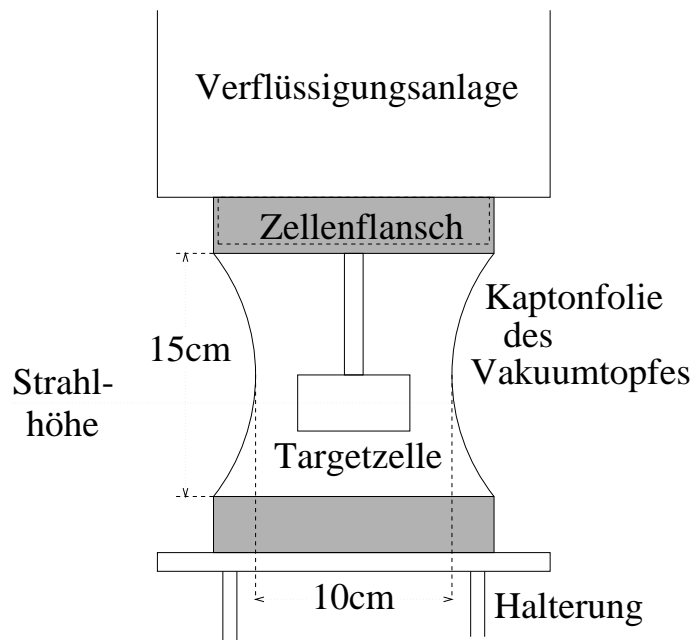 Verflüssigungsanlage
Zellenflansch
Kaptonfolie
des
Vakuumtopfes
15cm
Strahl-
höhe
Targetzelle
10cm
Halterung